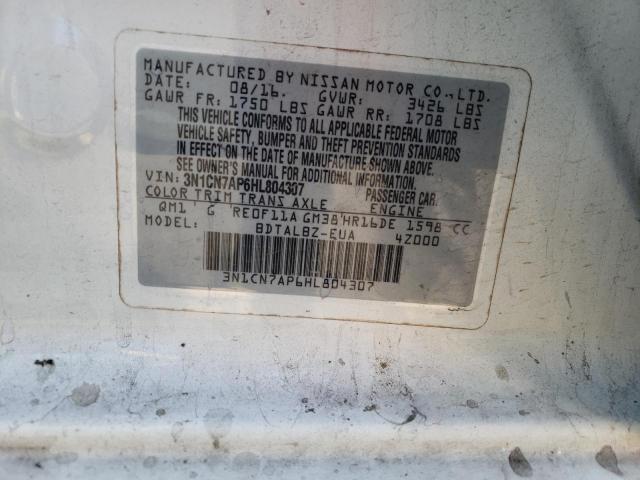 MANUFACTURED BY NISSAN MOTOR CO., LTD.
DATE: 08/16. GVWR: 3426 LBS
GAWR FR: 1750 LBS GAWR RR: 1708 LBS
THIS VEHICLE CONFORMS TO ALL APPLICABLE FEDERAL MOTOR
VEHICLE SAFETY, BUMPER AND THEFT PREVENTION STANDARDS
IN EFFECT ON THE DATE OF MANUFACTURE SHOWN ABOVE.
SEE OWNER'S MANUAL FOR ADDITIONAL INFORMATION.
VIN: 3N1CN7AP6HL804307 PASSENGER CAR.
COLOR TRIM TRANS AXLE ENGINE
QM1 G RE0F11A GM38 HR16DE 1598 CC
MODEL: BDTALBZ-EUA 4Z000
3N1CN7AP6HL804307